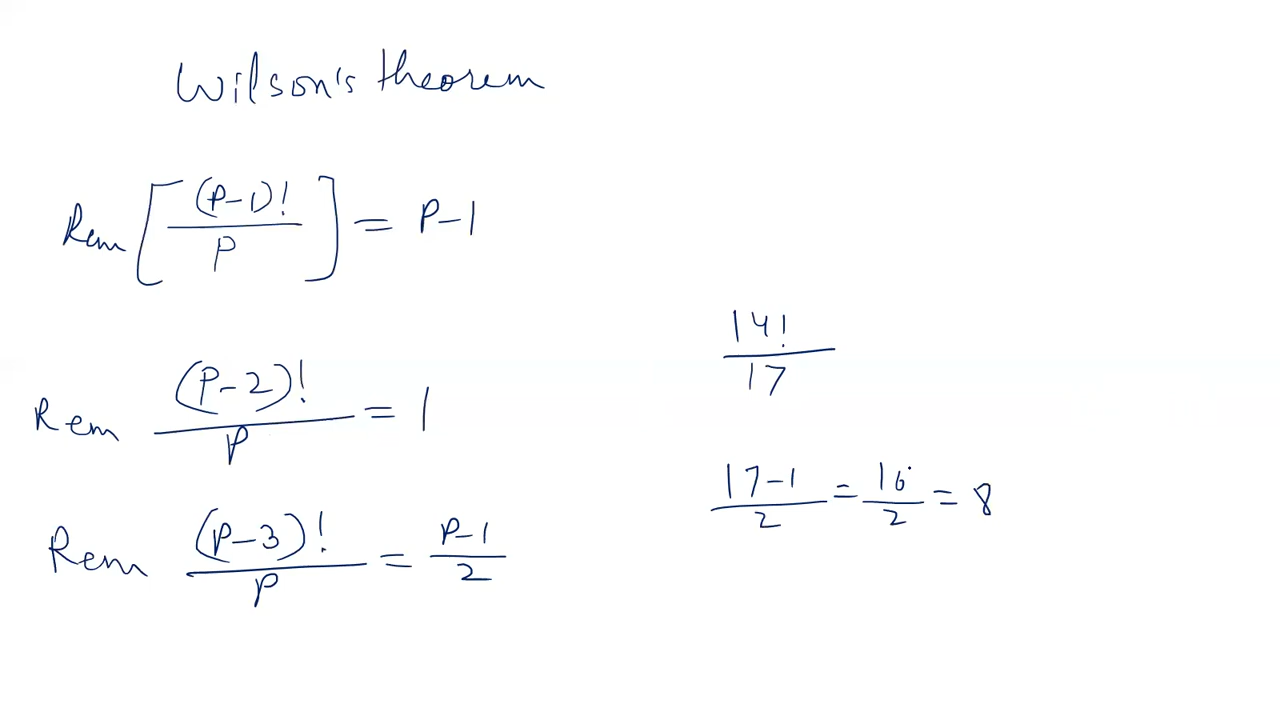 Wilson's theorem
Rem [ (P-1)! / P ] = P-1
Rem (P-2)! / P = 1
Rem (P-3)! / P = P-1 / 2
14! / 17
17-1 / 2 = 16 / 2 = 8